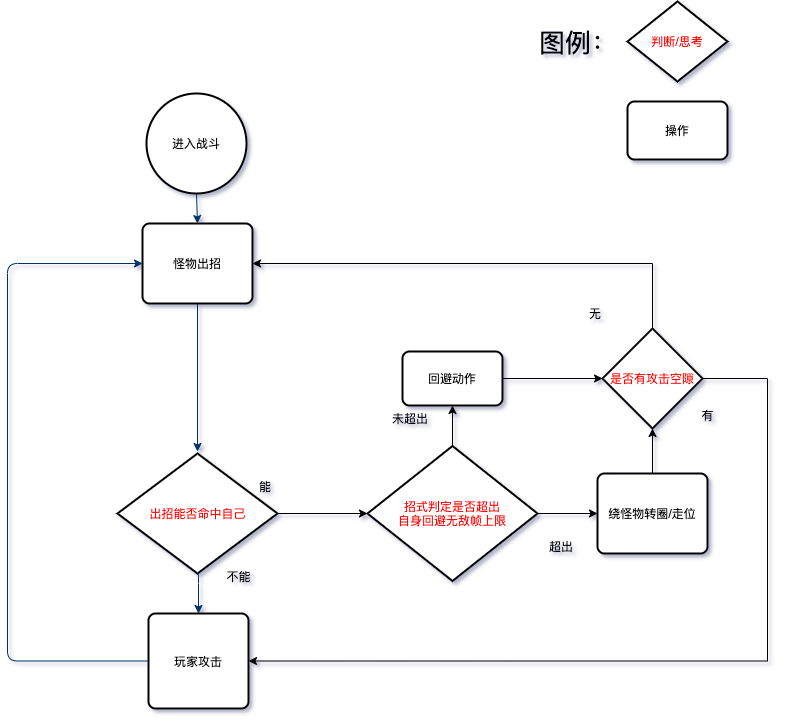 图例：
判断/思考
操作
进入战斗
怪物出招
无
回避动作
是否有攻击空隙
未超出
有
能
出招能否命中自己
招式判定是否超出
自身回避无敌帧上限
绕怪物转圈/走位
超出
不能
玩家攻击